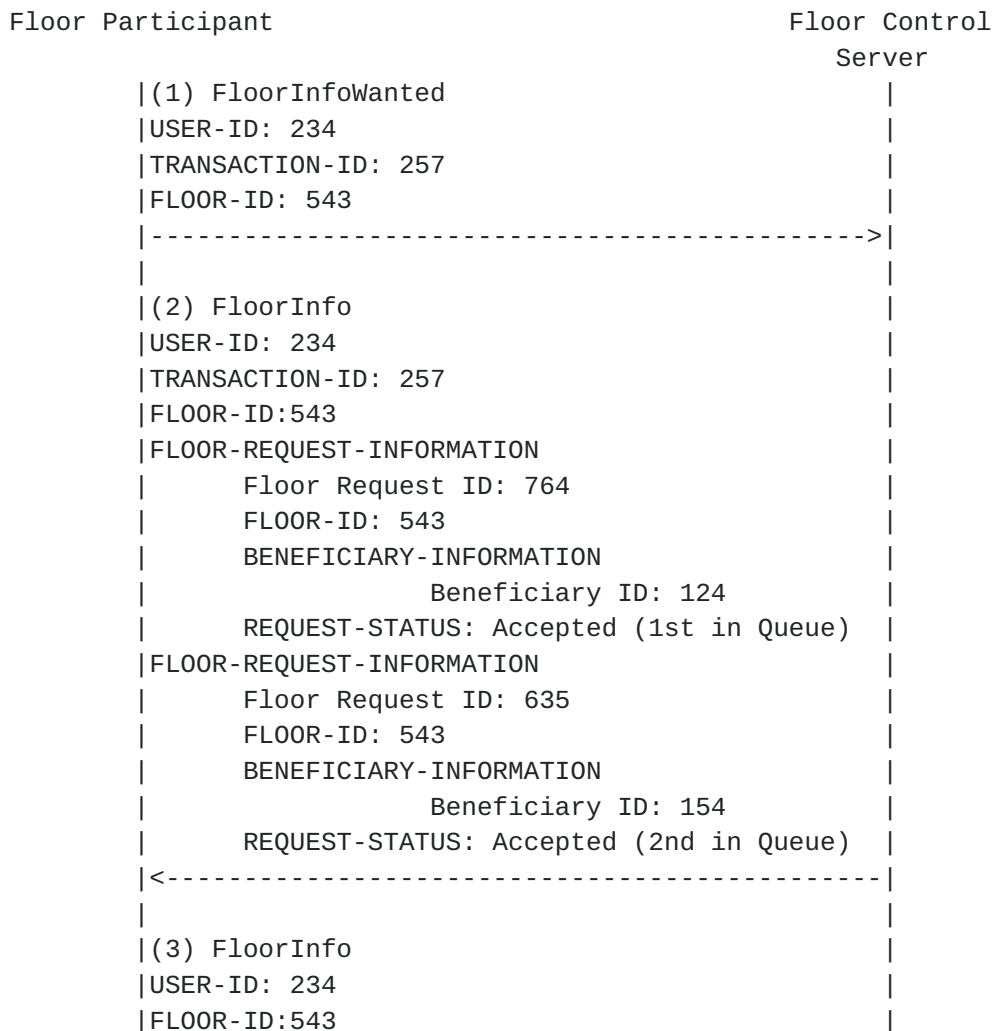 Floor Participant                                 Floor Control
                                                     Server
        |(1) FloorInfoWanted                            |
        |USER-ID: 234                                   |
        |TRANSACTION-ID: 257                            |
        |FLOOR-ID: 543                                  |
        |---------------------------------------------->|
        |                                               |
        |(2) FloorInfo                                  |
        |USER-ID: 234                                   |
        |TRANSACTION-ID: 257                            |
        |FLOOR-ID:543                                   |
        |FLOOR-REQUEST-INFORMATION                      |
        |      Floor Request ID: 764                    |
        |      FLOOR-ID: 543                            |
        |      BENEFICIARY-INFORMATION                  |
        |                  Beneficiary ID: 124          |
        |      REQUEST-STATUS: Accepted (1st in Queue)  |
        |FLOOR-REQUEST-INFORMATION                      |
        |      Floor Request ID: 635                    |
        |      FLOOR-ID: 543                            |
        |      BENEFICIARY-INFORMATION                  |
        |                  Beneficiary ID: 154          |
        |      REQUEST-STATUS: Accepted (2nd in Queue)  |
        |<----------------------------------------------|
        |                                               |
        |(3) FloorInfo                                  |
        |USER-ID: 234                                   |
        |FLOOR-ID:543                                   |